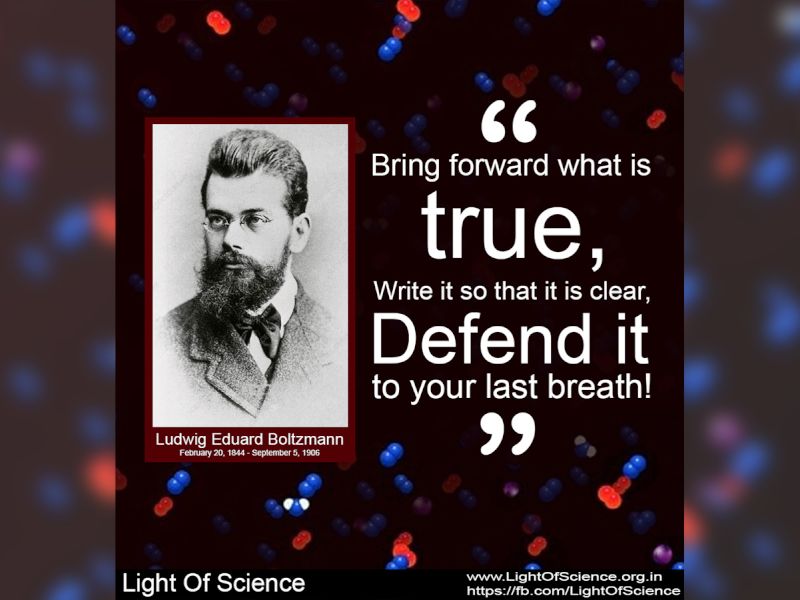 “
Bring forward what is
true,
Write it so that it is clear,
Defend it
to your last breath!
”
Ludwig Eduard Boltzmann
February 20, 1844 - September 5, 1906
Light Of Science
www.LightOfScience.org.in
https://fb.com/LightOfScience